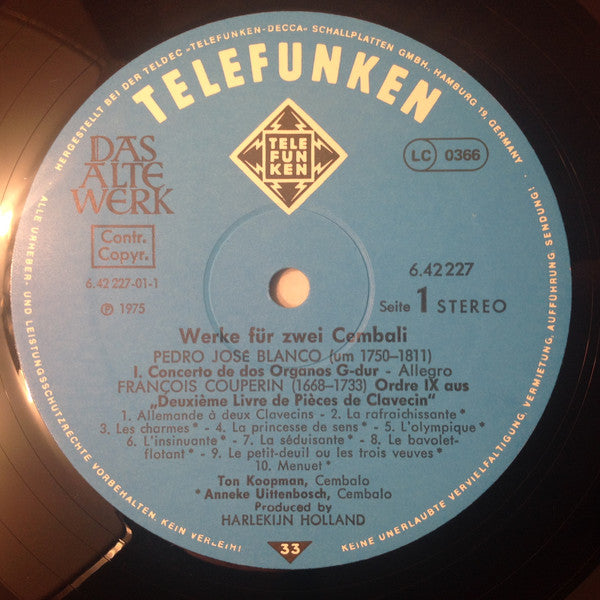 HERGESTELLT BEI DER TELDEC »TELEFUNKEN-DECCA« SCHALLPLATTEN GMBH., HAMBURG 19, GERMANY ·
TELEFUNKEN
TELE
FUN
KEN
DAS
ALTE
WERK
LC 0366
Contr.
Copyr.
6.42 227-01-1
Ⓟ 1975
6.42 227
Seite 1 STEREO
Werke für zwei Cembali
PEDRO JOSÉ BLANCO (um 1750–1811)
I. Concerto de dos Organos G-dur - Allegro
FRANÇOIS COUPERIN (1668–1733) Ordre IX aus
„Deuxième Livre de Pièces de Clavecin“
1. Allemande à deux Clavecins - 2. La rafraichissante*
3. Les charmes* - 4. La princesse de sens* - 5. L'olympique*
6. L'insinuante* - 7. La séduisante* - 8. Le bavolet-
flotant* - 9. Le petit-deuil ou les trois veuves*
10. Menuet*
Ton Koopman, Cembalo
*Anneke Uittenbosch, Cembalo
Produced by
HARLEKIJN HOLLAND
33
· ALLE URHEBER- UND LEISTUNGSSCHUTZRECHTE VORBEHALTEN. KEIN VERLEIH!
KEINE UNERLAUBTE VERVIELFÄLTIGUNG, VERMIETUNG, AUFFÜHRUNG, SENDUNG!